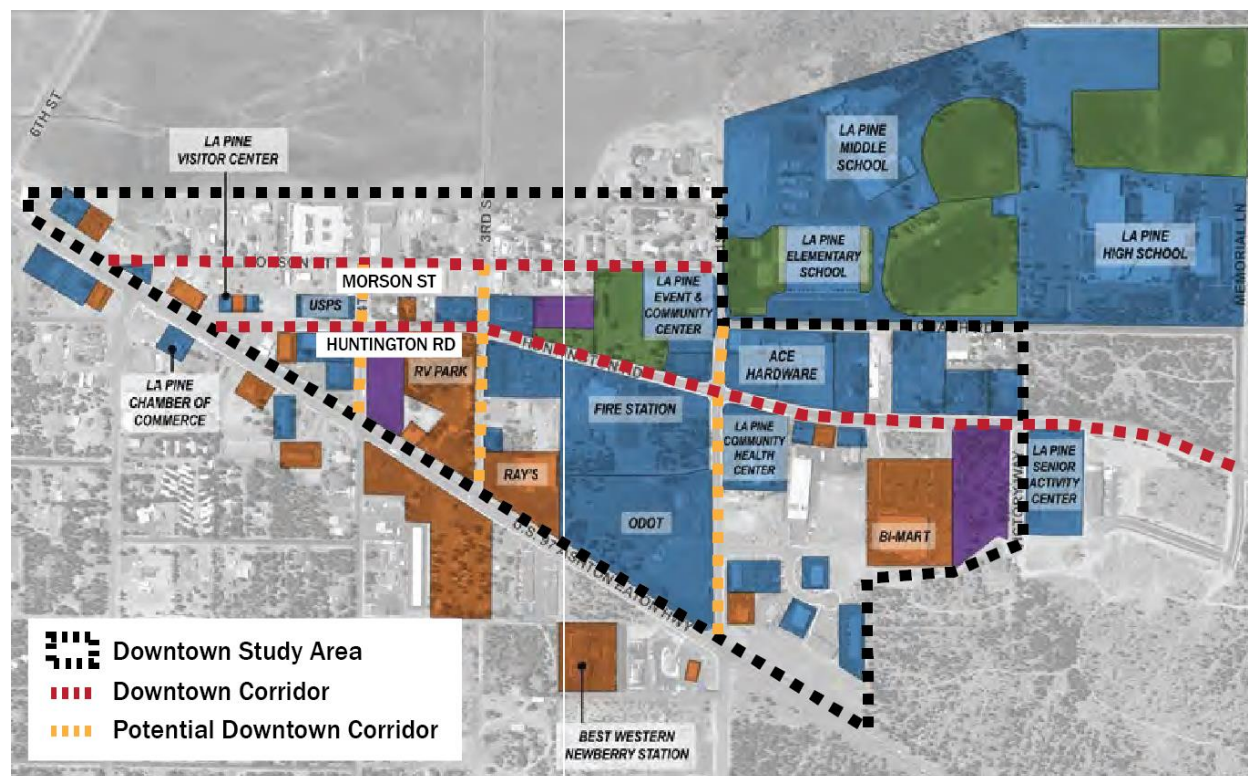 6TH ST
LA PINE
VISITOR CENTER
3RD S
MORSON ST
MORSON ST
USPS
HUNTINGTON RD
HUNTINGTON RD
RV PARK
LA PINE
CHAMBER OF
COMMERCE
RAY'S
FIRE STATION
ODOT
LA PINE
EVENT &
COMMUNITY
CENTER
LA PINE
MIDDLE
SCHOOL
LA PINE
ELEMENTARY
SCHOOL
LA PINE
HIGH SCHOOL
MEMORIAL LN
ACE
HARDWARE
LA PINE
COMMUNITY
HEALTH
CENTER
BI-MART
LA PINE
SENIOR
ACTIVITY
CENTER
BEST WESTERN
NEWBERRY STATION
Downtown Study Area
Downtown Corridor
Potential Downtown Corridor